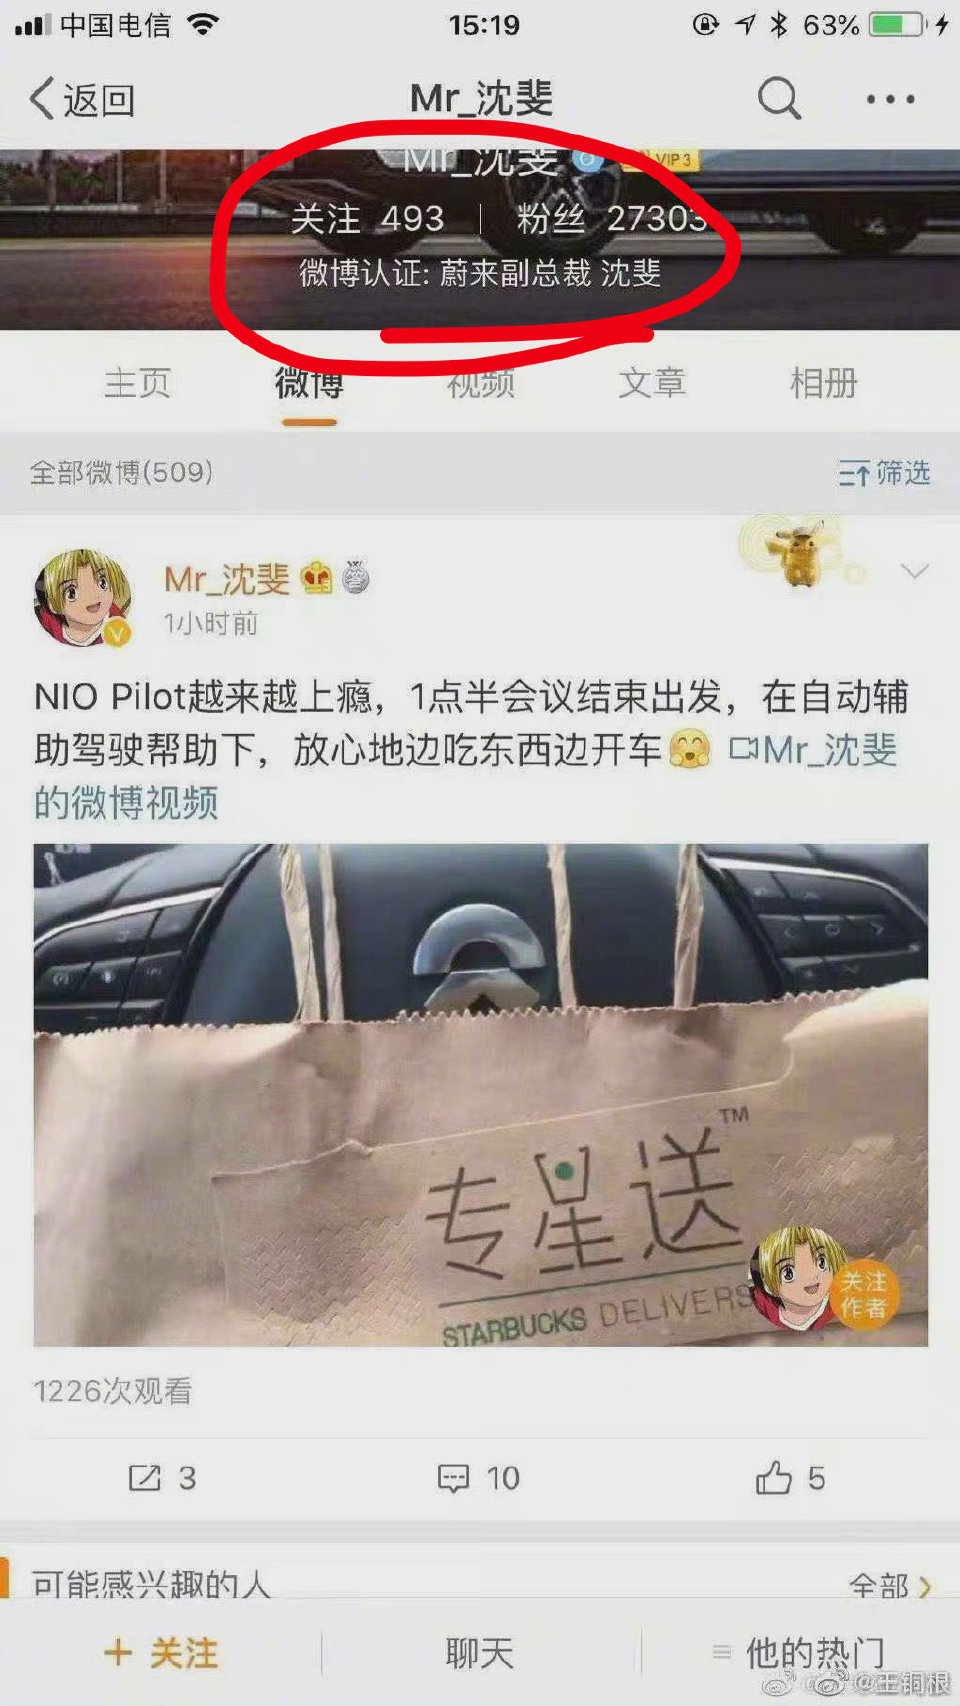 中国电信 15:19 63%
返回 Mr_沈斐
Mr_沈斐 VIP 3
关注 493 | 粉丝 27303
微博认证: 蔚来副总裁 沈斐
主页 微博 视频 文章 相册
全部微博(509) 筛选
Mr_沈斐
1小时前
NIO Pilot越来越上瘾，1点半会议结束出发，在自动辅
助驾驶帮助下，放心地边吃东西边开车 Mr_沈斐
的微博视频
专星送 TM
STARBUCKS DELIVERS
关注
作者
1226次观看
3 10 5
可能感兴趣的人 全部
+ 关注 聊天 他的热门
@王铜根